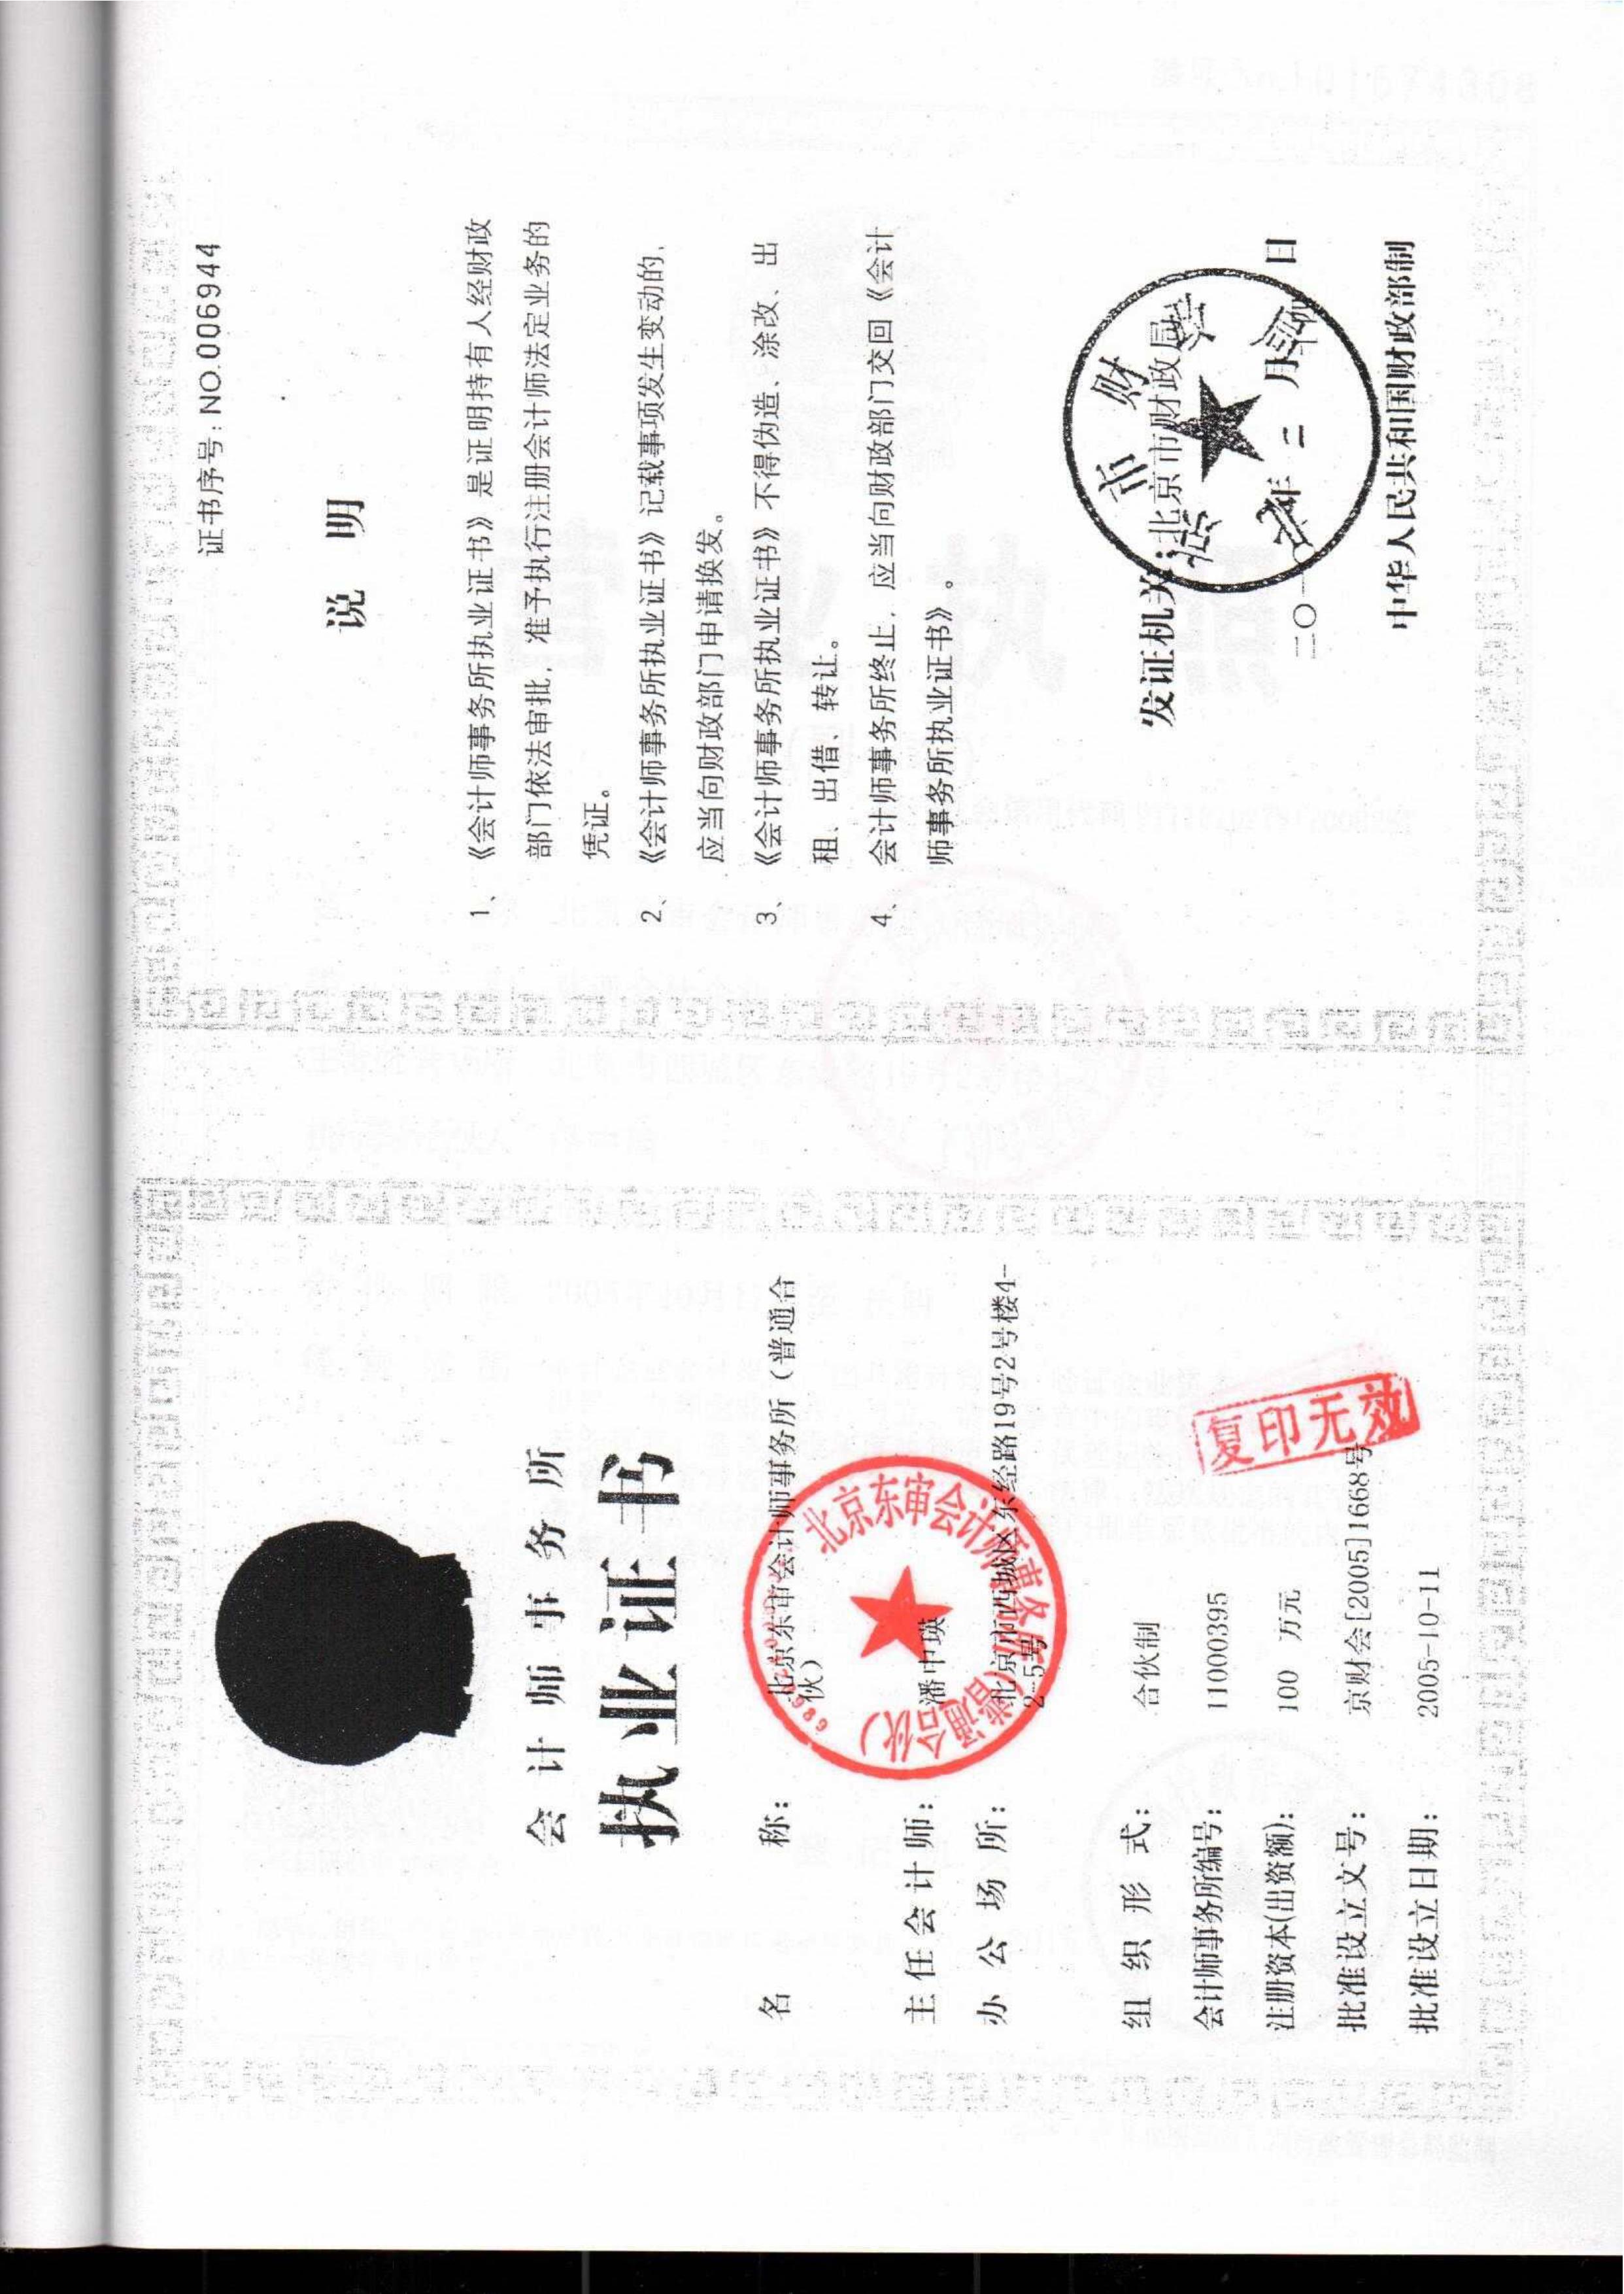 会计师事务所
执业证书
名 称：
北京东审会计师事务所（普通合
伙）
主任会计师：
潘中瑛
办公场所：
北京市西城区东经路19号2号楼4-
2-5号
组织形式：
合伙制
会计师事务所编号：
11000395
注册资本(出资额)：
100 万元
批准设立文号：
京财会[2005]1668号
批准设立日期：
2005-10-11
北京东审会计师事务所（普通合伙）
复印无效
证书序号：NO.006944
说 明
1、《会计师事务所执业证书》是证明持有人经财政
部门依法审批，准予执行注册会计师法定业务的
凭证。
2、《会计师事务所执业证书》记载事项发生变动的，
应当向财政部门申请换发。
3、《会计师事务所执业证书》不得伪造、涂改、出
租、出借、转让。
4、会计师事务所终止，应当向财政部门交回《会计
师事务所执业证书》。
发证机关：北京市财政局
年 二 月 日
中华人民共和国财政部制